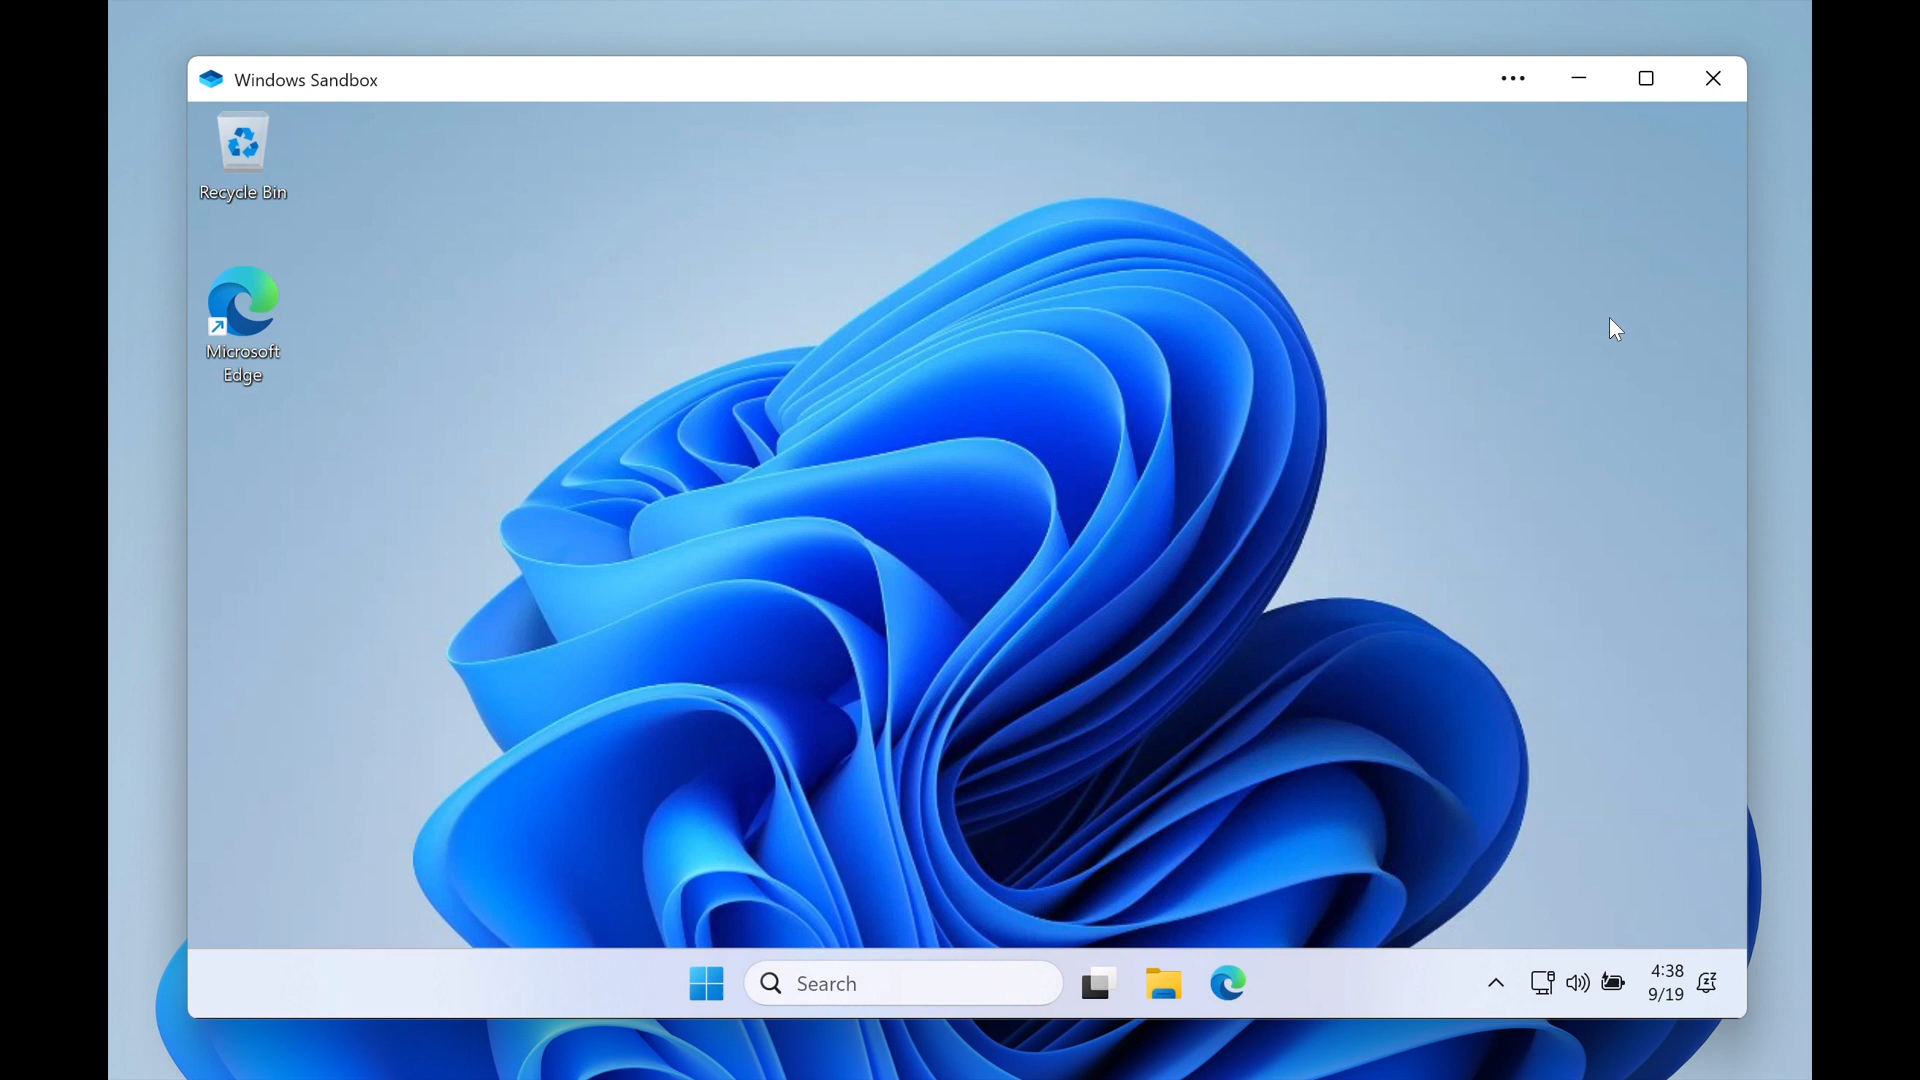 Windows Sandbox
Recycle Bin
Microsoft
Edge
Search
4:38
9/19